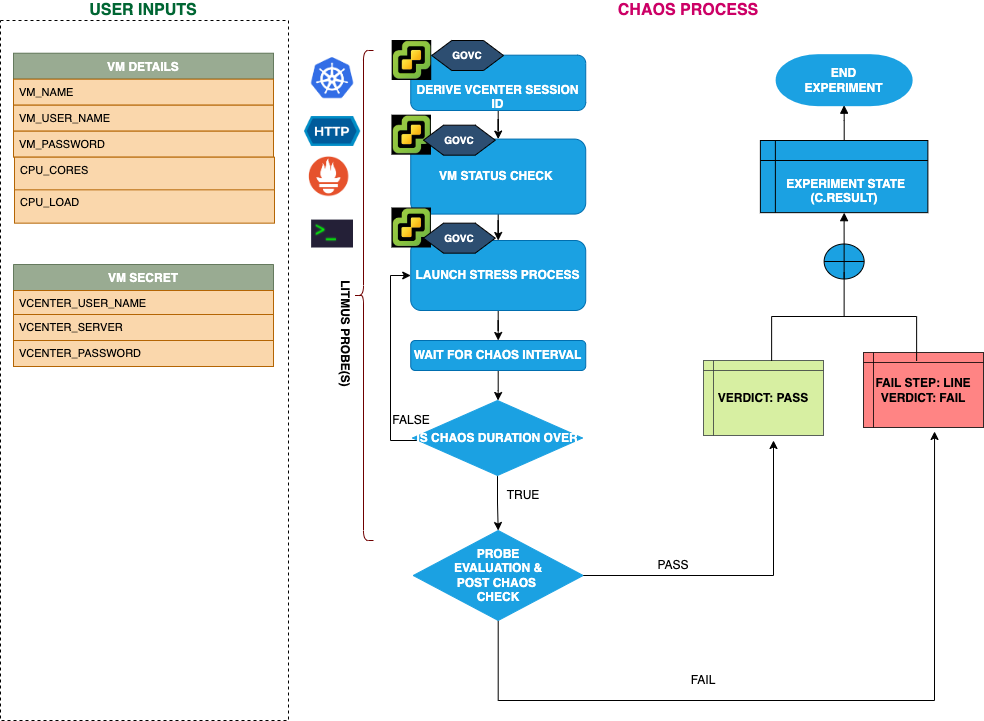 USER INPUTS
VM DETAILS
VM_NAME
VM_USER_NAME
VM_PASSWORD
CPU_CORES
CPU_LOAD
VM SECRET
VCENTER_USER_NAME
VCENTER_SERVER
VCENTER_PASSWORD
CHAOS PROCESS
HTTP
>_
LITMUS PROBE(S)
GOVC
DERIVE VCENTER SESSION
ID
GOVC
VM STATUS CHECK
GOVC
LAUNCH STRESS PROCESS
WAIT FOR CHAOS INTERVAL
FALSE
IS CHAOS DURATION OVER
TRUE
PROBE
EVALUATION &
POST CHAOS
CHECK
PASS
FAIL
END
EXPERIMENT
EXPERIMENT STATE
(C.RESULT)
VERDICT: PASS
FAIL STEP: LINE
VERDICT: FAIL